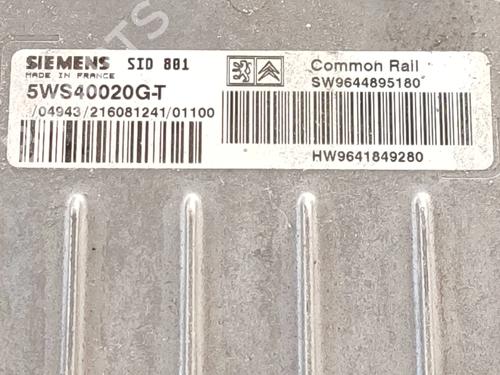 SIEMENS SID 801
MADE IN FRANCE
5WS40020G-T
/04943/216081241/01100
Common Rail
SW9644895180
HW9641849280